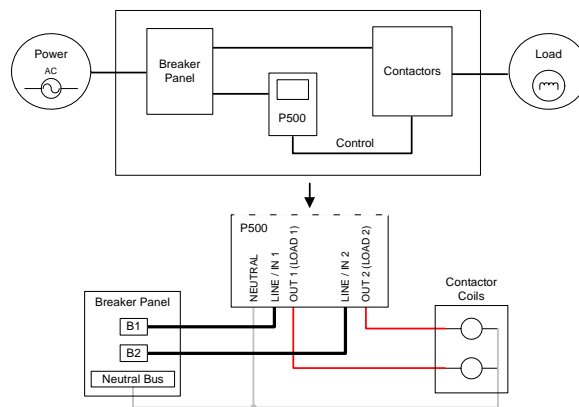 Power
AC
Breaker
Panel
P500
Control
Contactors
Load
P500
NEUTRAL
LINE / IN 1
OUT 1 (LOAD 1)
LINE / IN 2
OUT 2 (LOAD 2)
Breaker Panel
B1
B2
Neutral Bus
Contactor
Coils